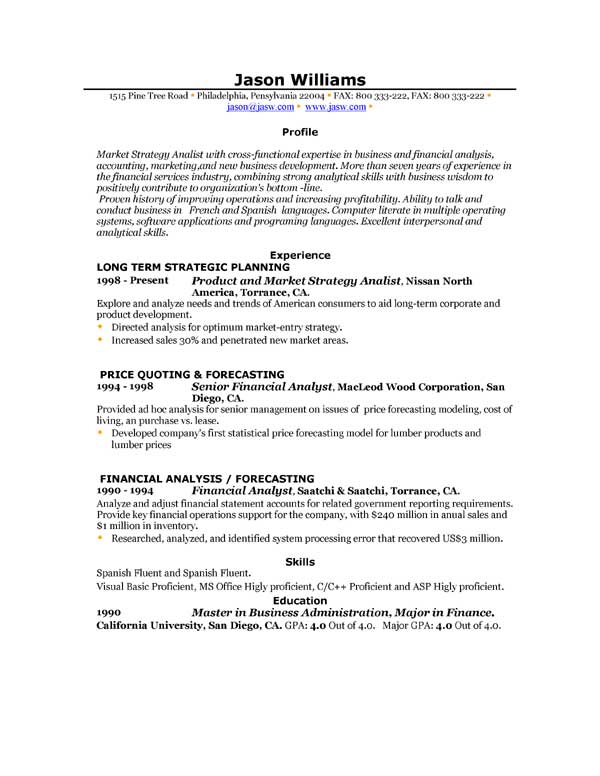 Jason Williams
1515 Pine Tree Road • Philadelphia, Pensylvania 22004 • FAX: 800 333-222, FAX: 800 333-222 •
jason@jasw.com • www.jasw.com •
Profile
Market Strategy Analist with cross-functional expertise in business and financial analysis,
accounting, marketing,and new business development. More than seven years of experience in
the financial services industry, combining strong analytical skills with business wisdom to
positively contribute to organization's bottom -line.
Proven history of improving operations and increasing profitability. Ability to talk and
conduct business in French and Spanish languages. Computer literate in multiple operating
systems, software applications and programing languages. Excellent interpersonal and
analytical skills.
Experience
LONG TERM STRATEGIC PLANNING
1998 - Present Product and Market Strategy Analist, Nissan North
America, Torrance, CA.
Explore and analyze needs and trends of American consumers to aid long-term corporate and
product development.
• Directed analysis for optimum market-entry strategy.
• Increased sales 30% and penetrated new market areas.
PRICE QUOTING & FORECASTING
1994 - 1998 Senior Financial Analyst, MacLeod Wood Corporation, San
Diego, CA.
Provided ad hoc analysis for senior management on issues of price forecasting modeling, cost of
living, an purchase vs. lease.
• Developed company's first statistical price forecasting model for lumber products and
lumber prices
FINANCIAL ANALYSIS / FORECASTING
1990 - 1994 Financial Analyst, Saatchi & Saatchi, Torrance, CA.
Analyze and adjust financial statement accounts for related government reporting requirements.
Provide key financial operations support for the company, with $240 million in anual sales and
$1 million in inventory.
• Researched, analyzed, and identified system processing error that recovered US$3 million.
Skills
Spanish Fluent and Spanish Fluent.
Visual Basic Proficient, MS Office Higly proficient, C/C++ Proficient and ASP Higly proficient.
Education
1990 Master in Business Administration, Major in Finance.
California University, San Diego, CA. GPA: 4.0 Out of 4.0. Major GPA: 4.0 Out of 4.0.